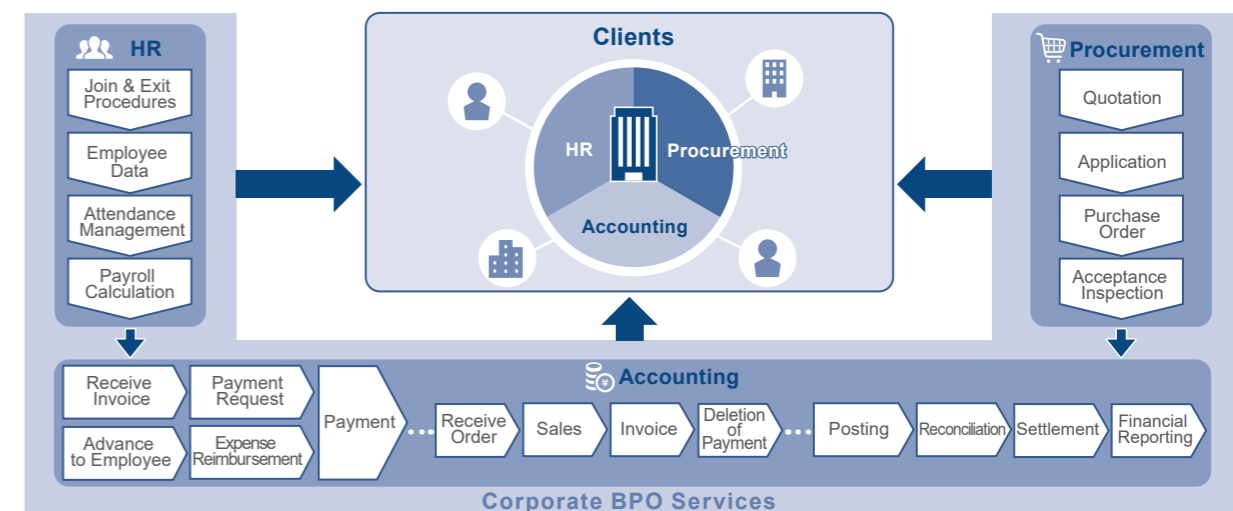 HR
Join & Exit
Procedures
Employee
Data
Attendance
Management
Payroll
Calculation
Clients
HR
Procurement
Accounting
Procurement
Quotation
Application
Purchase
Order
Acceptance
Inspection
¥
Accounting
Receive
Invoice
Payment
Request
Advance
to Employee
Expense
Reimbursement
Payment
...
Receive
Order
Sales
Invoice
Deletion
of
Payment
...
Posting
Reconciliation
Settlement
Financial
Reporting
Corporate BPO Services